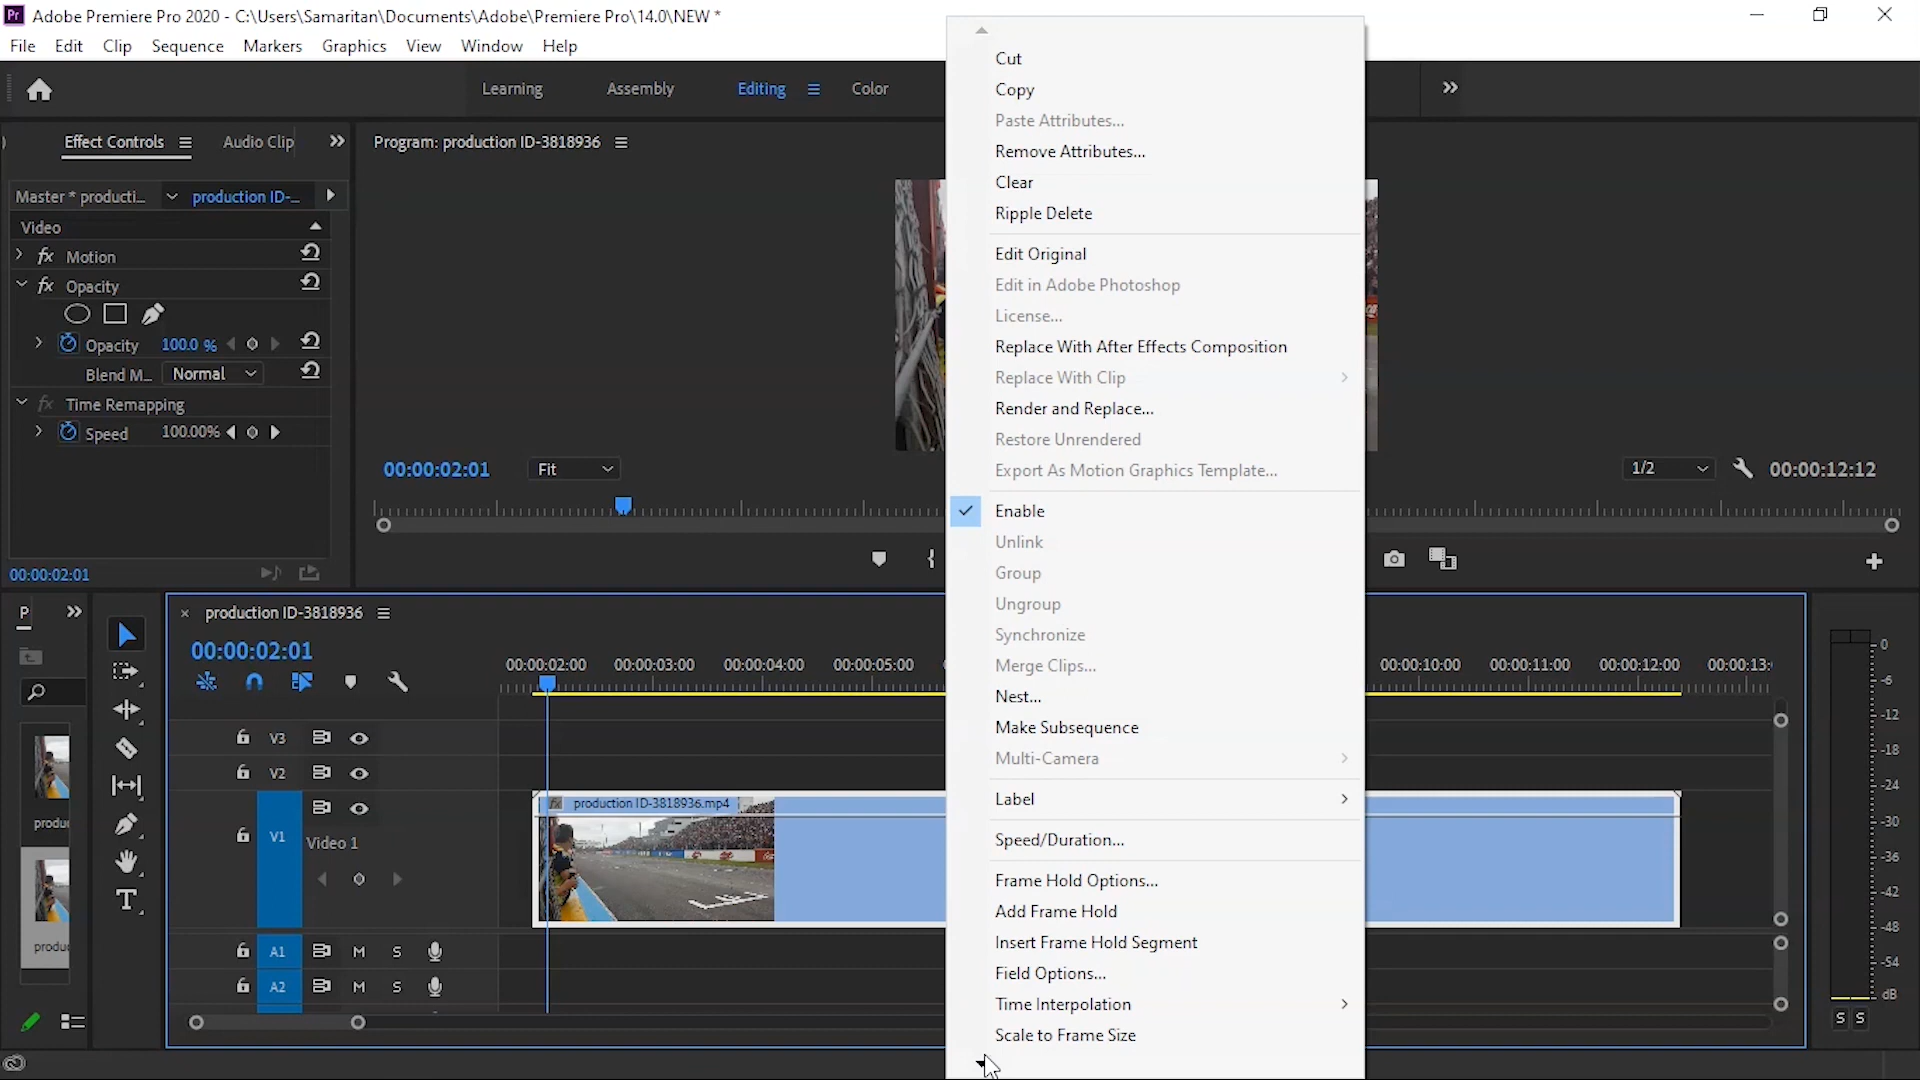 Pr Adobe Premiere Pro 2020 - C:\Users\Samaritan\Documents\Adobe\Premiere Pro\14.0\NEW *
File Edit Clip Sequence Markers Graphics View Window Help
Learning Assembly Editing Color
Effect Controls Audio Clip
Program: production ID-3818936
Master * producti... production ID-...
Video
fx Motion
fx Opacity
Opacity 100.0 %
Blend M... Normal
fx Time Remapping
Speed 100.00%
00:00:02:01
00:00:02:01 Fit
1/2 00:00:12:12
Cut
Copy
Paste Attributes...
Remove Attributes...
Clear
Ripple Delete
Edit Original
Edit in Adobe Photoshop
License...
Replace With After Effects Composition
Replace With Clip
Render and Replace...
Restore Unrendered
Export As Motion Graphics Template...
Enable
Unlink
Group
Ungroup
Synchronize
Merge Clips...
Nest...
Make Subsequence
Multi-Camera
Label
Speed/Duration...
Frame Hold Options...
Add Frame Hold
Insert Frame Hold Segment
Field Options...
Time Interpolation
Scale to Frame Size
P
produ
produ
T
production ID-3818936
00:00:02:01
00:00:02:00 00:00:03:00 00:00:04:00 00:00:05:00 00:00:10:00 00:00:11:00 00:00:12:00 00:00:13:
V3
V2
V1 Video 1
fx production ID-3818936.mp4
A1 M S
A2 M S
0
-6
-12
-18
-24
-30
-36
-42
-48
-54
dB
S S